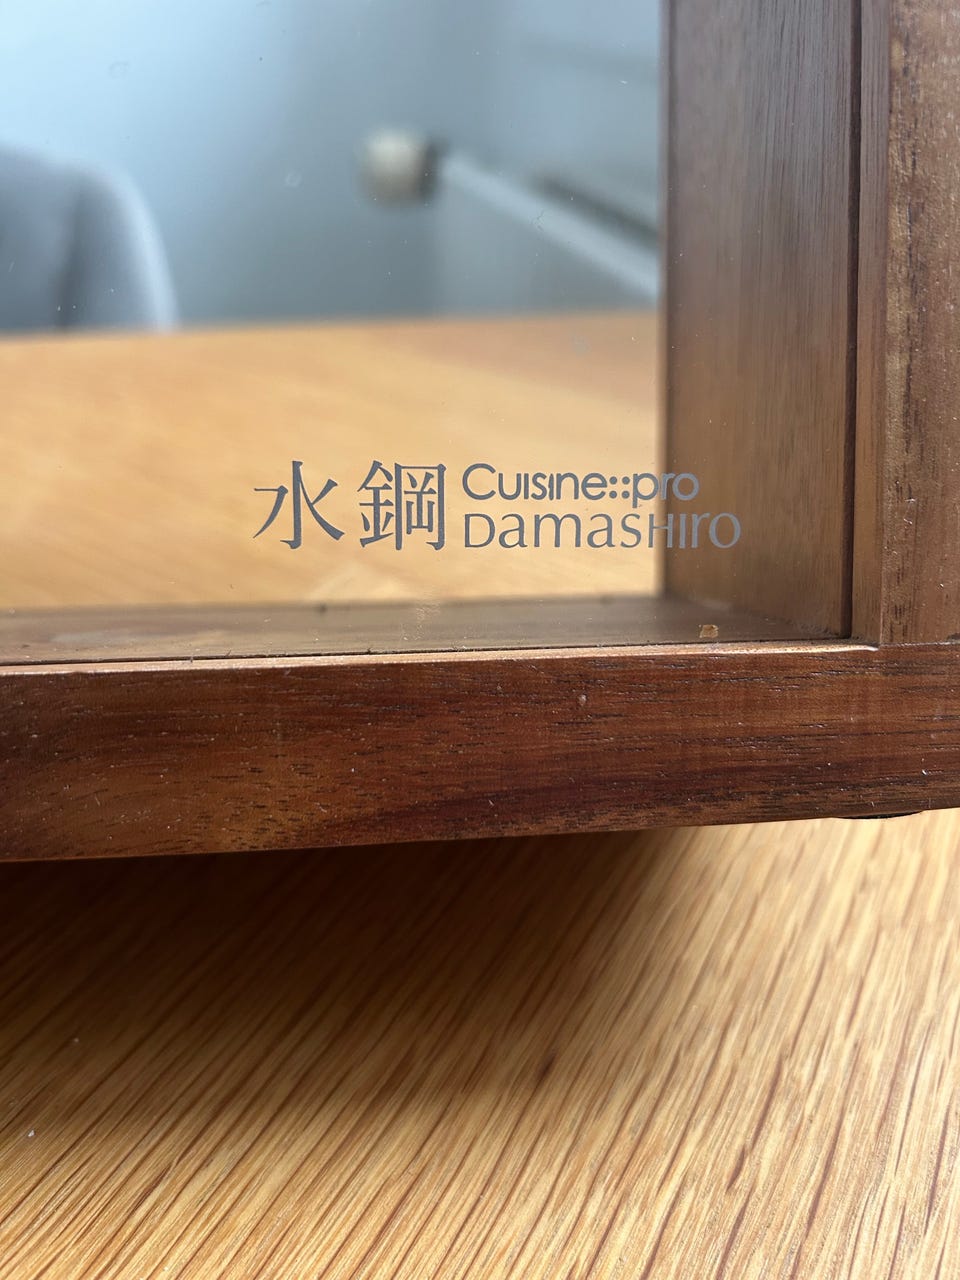 水鋼
Cuisine::pro
DamasHiro